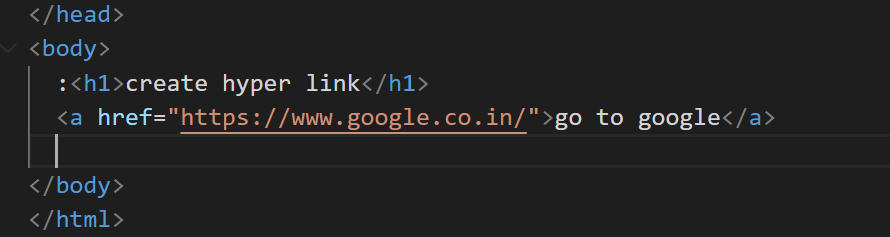 </head>
<body>
:<h1>create hyper link</h1>
<a href="https://www.google.co.in/">go to google</a>
</body>
</html>